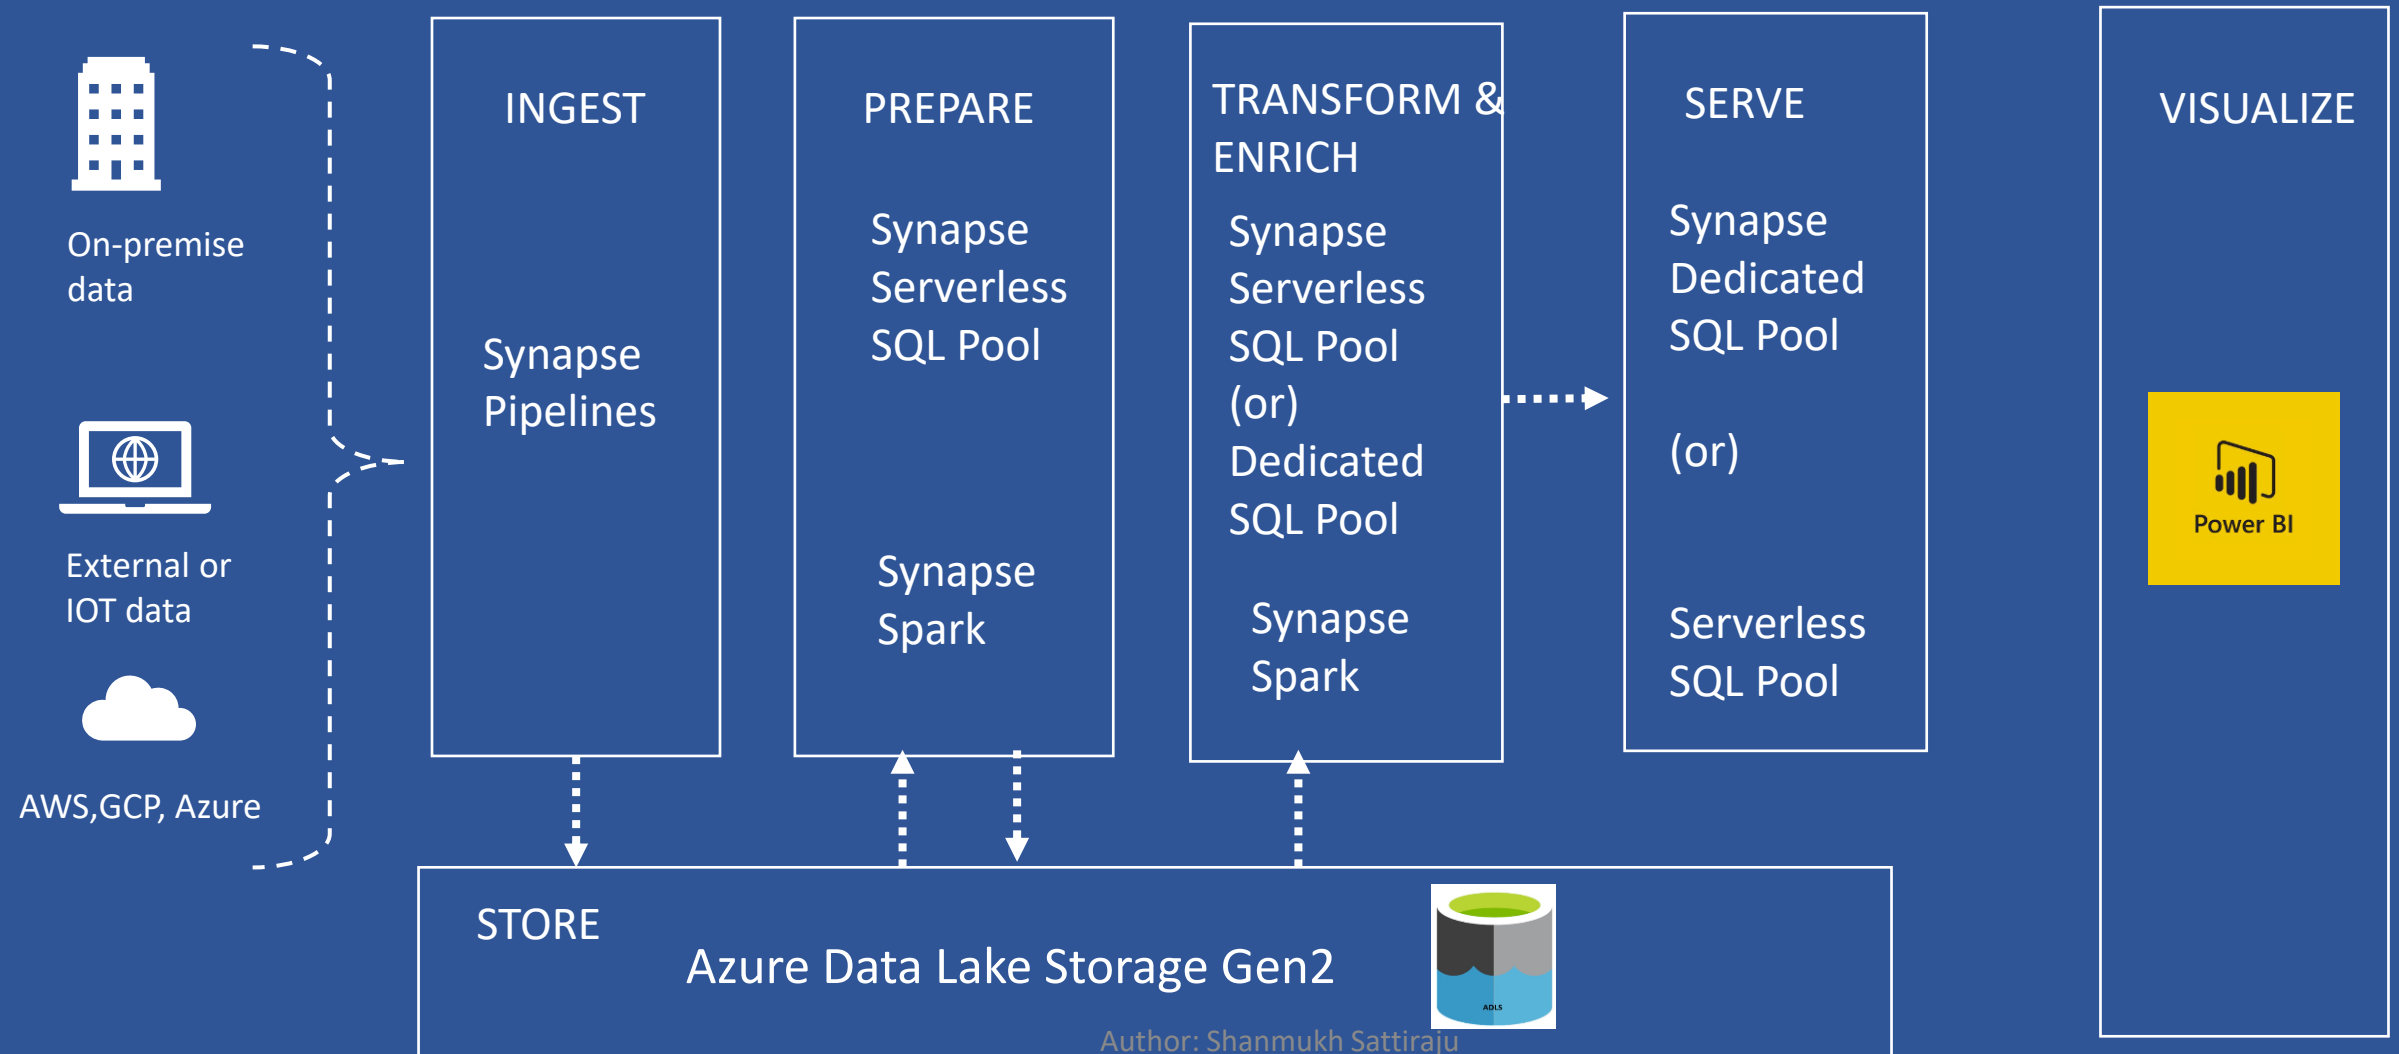 On-premise
data
External or
IOT data
AWS,GCP, Azure
INGEST
Synapse
Pipelines
PREPARE
Synapse
Serverless
SQL Pool
Synapse
Spark
TRANSFORM &
ENRICH
Synapse
Serverless
SQL Pool
(or)
Dedicated
SQL Pool
Synapse
Spark
SERVE
Synapse
Dedicated
SQL Pool
(or)
Serverless
SQL Pool
VISUALIZE
Power BI
STORE
Azure Data Lake Storage Gen2
ADLS
Author: Shanmukh Sattiraju